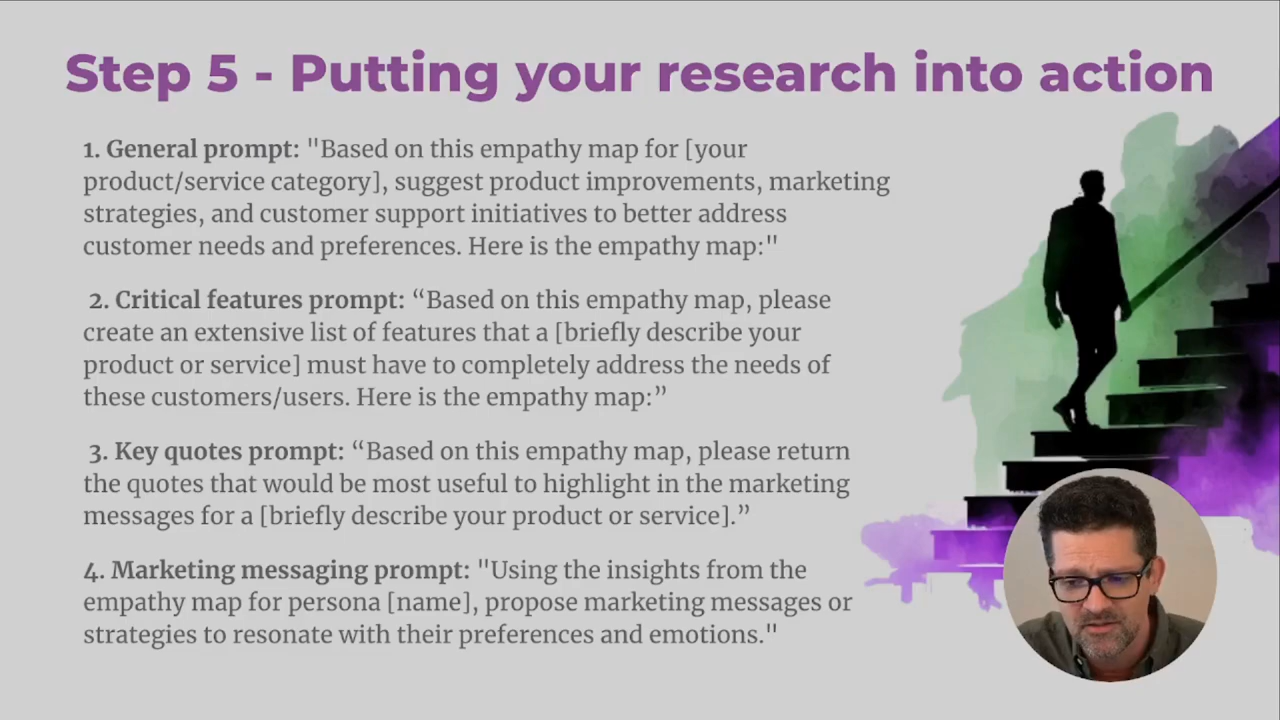 Step 5 - Putting your research into action
1. General prompt: "Based on this empathy map for [your
product/service category], suggest product improvements, marketing
strategies, and customer support initiatives to better address
customer needs and preferences. Here is the empathy map:"
2. Critical features prompt: “Based on this empathy map, please
create an extensive list of features that a [briefly describe your
product or service] must have to completely address the needs of
these customers/users. Here is the empathy map:”
3. Key quotes prompt: “Based on this empathy map, please return
the quotes that would be most useful to highlight in the marketing
messages for a [briefly describe your product or service].”
4. Marketing messaging prompt: "Using the insights from the
empathy map for persona [name], propose marketing messages or
strategies to resonate with their preferences and emotions."